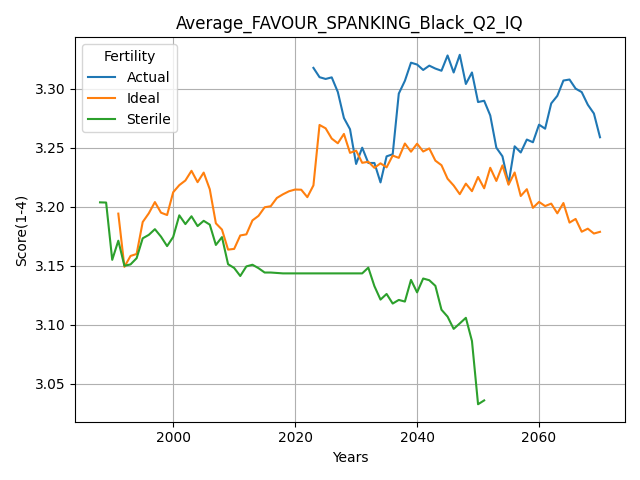 Average_FAVOUR_SPANKING_Black_Q2_IQ
Fertility
Actual
Ideal
Sterile
Score(1-4)
3.30
3.25
3.20
3.15
3.10
3.05
2000 2020 2040 2060
Years